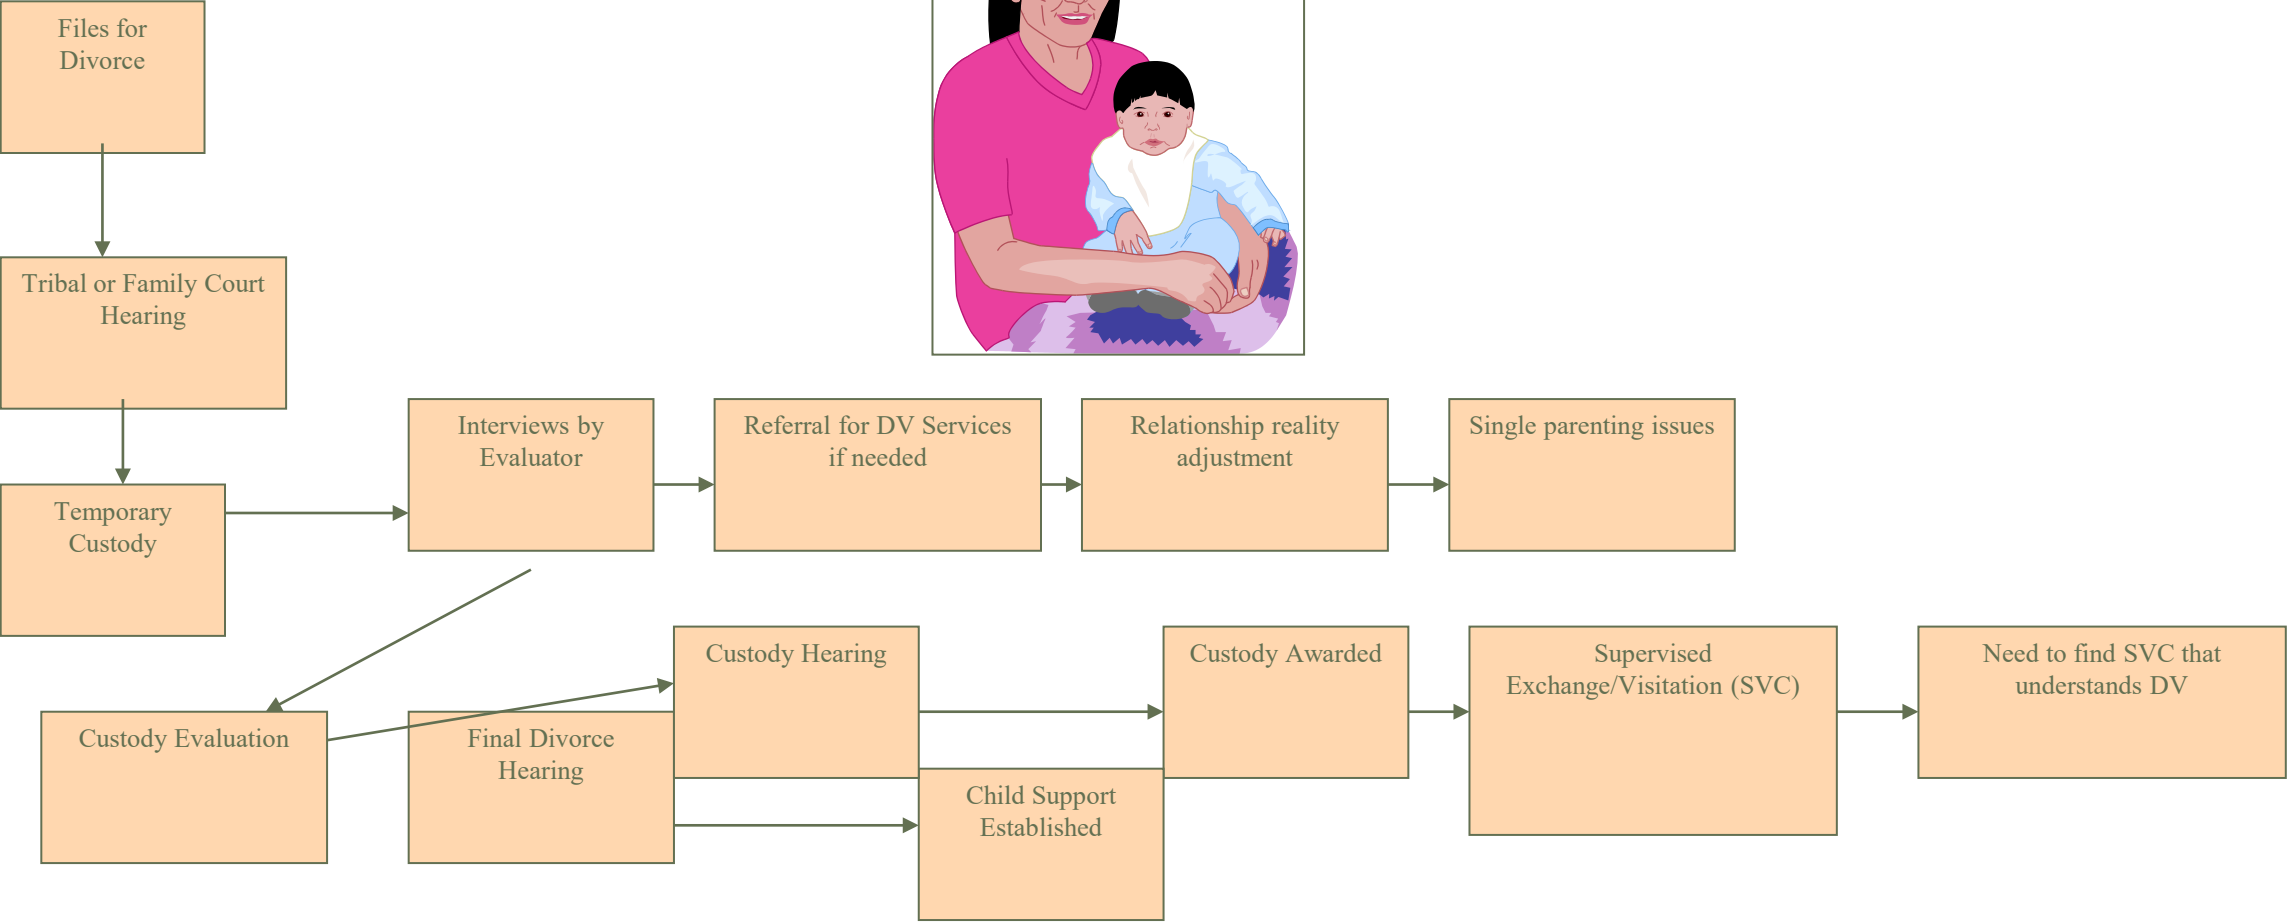 Files for
Divorce
Tribal or Family Court
Hearing
Temporary
Custody
Interviews by
Evaluator
Referral for DV Services
if needed
Relationship reality
adjustment
Single parenting issues
Custody Evaluation
Final Divorce
Hearing
Custody Hearing
Child Support
Established
Custody Awarded
Supervised
Exchange/Visitation (SVC)
Need to find SVC that
understands DV